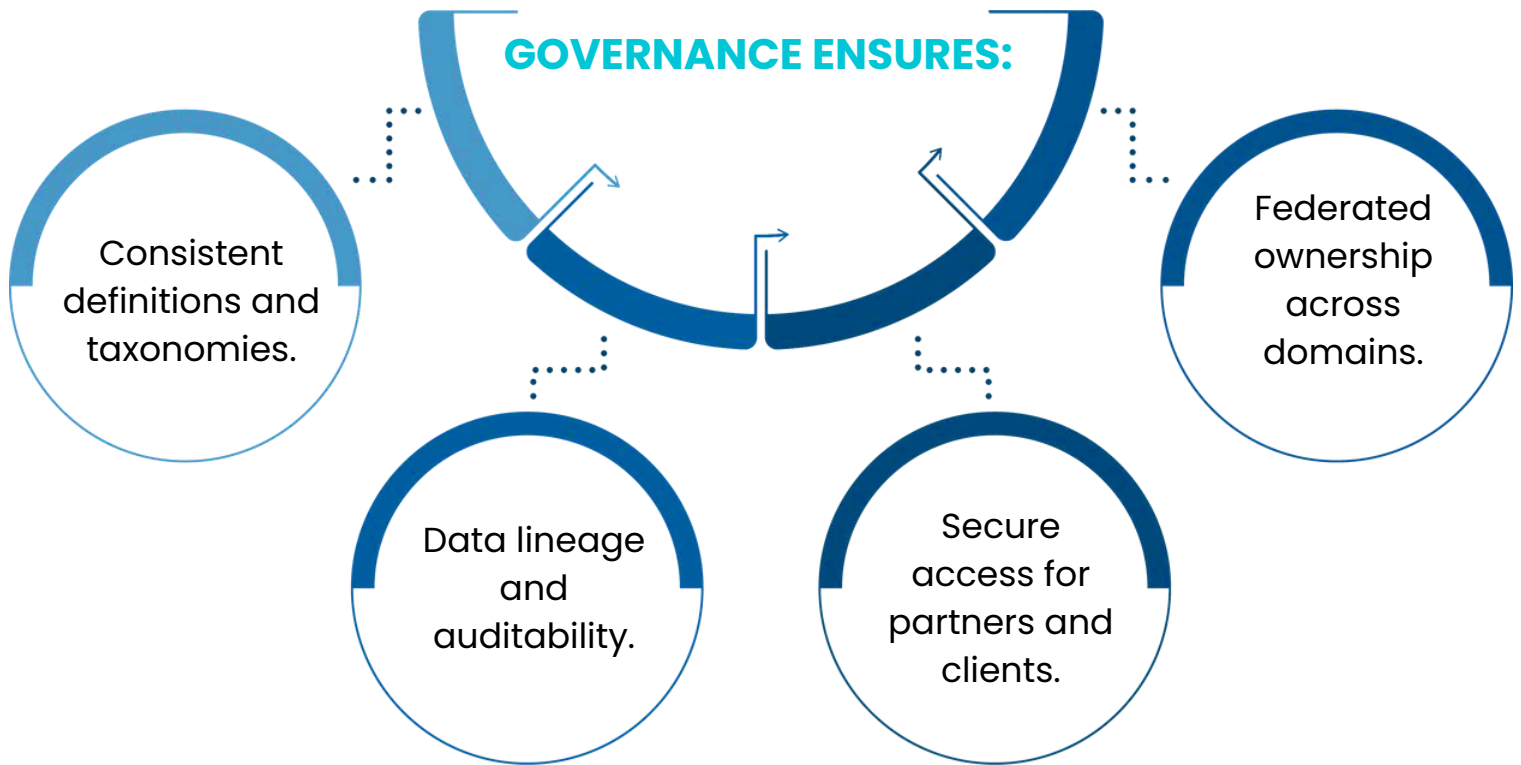 GOVERNANCE ENSURES:
Consistent
definitions and
taxonomies.
Data lineage
and
auditability.
Secure
access for
partners and
clients.
Federated
ownership
across
domains.